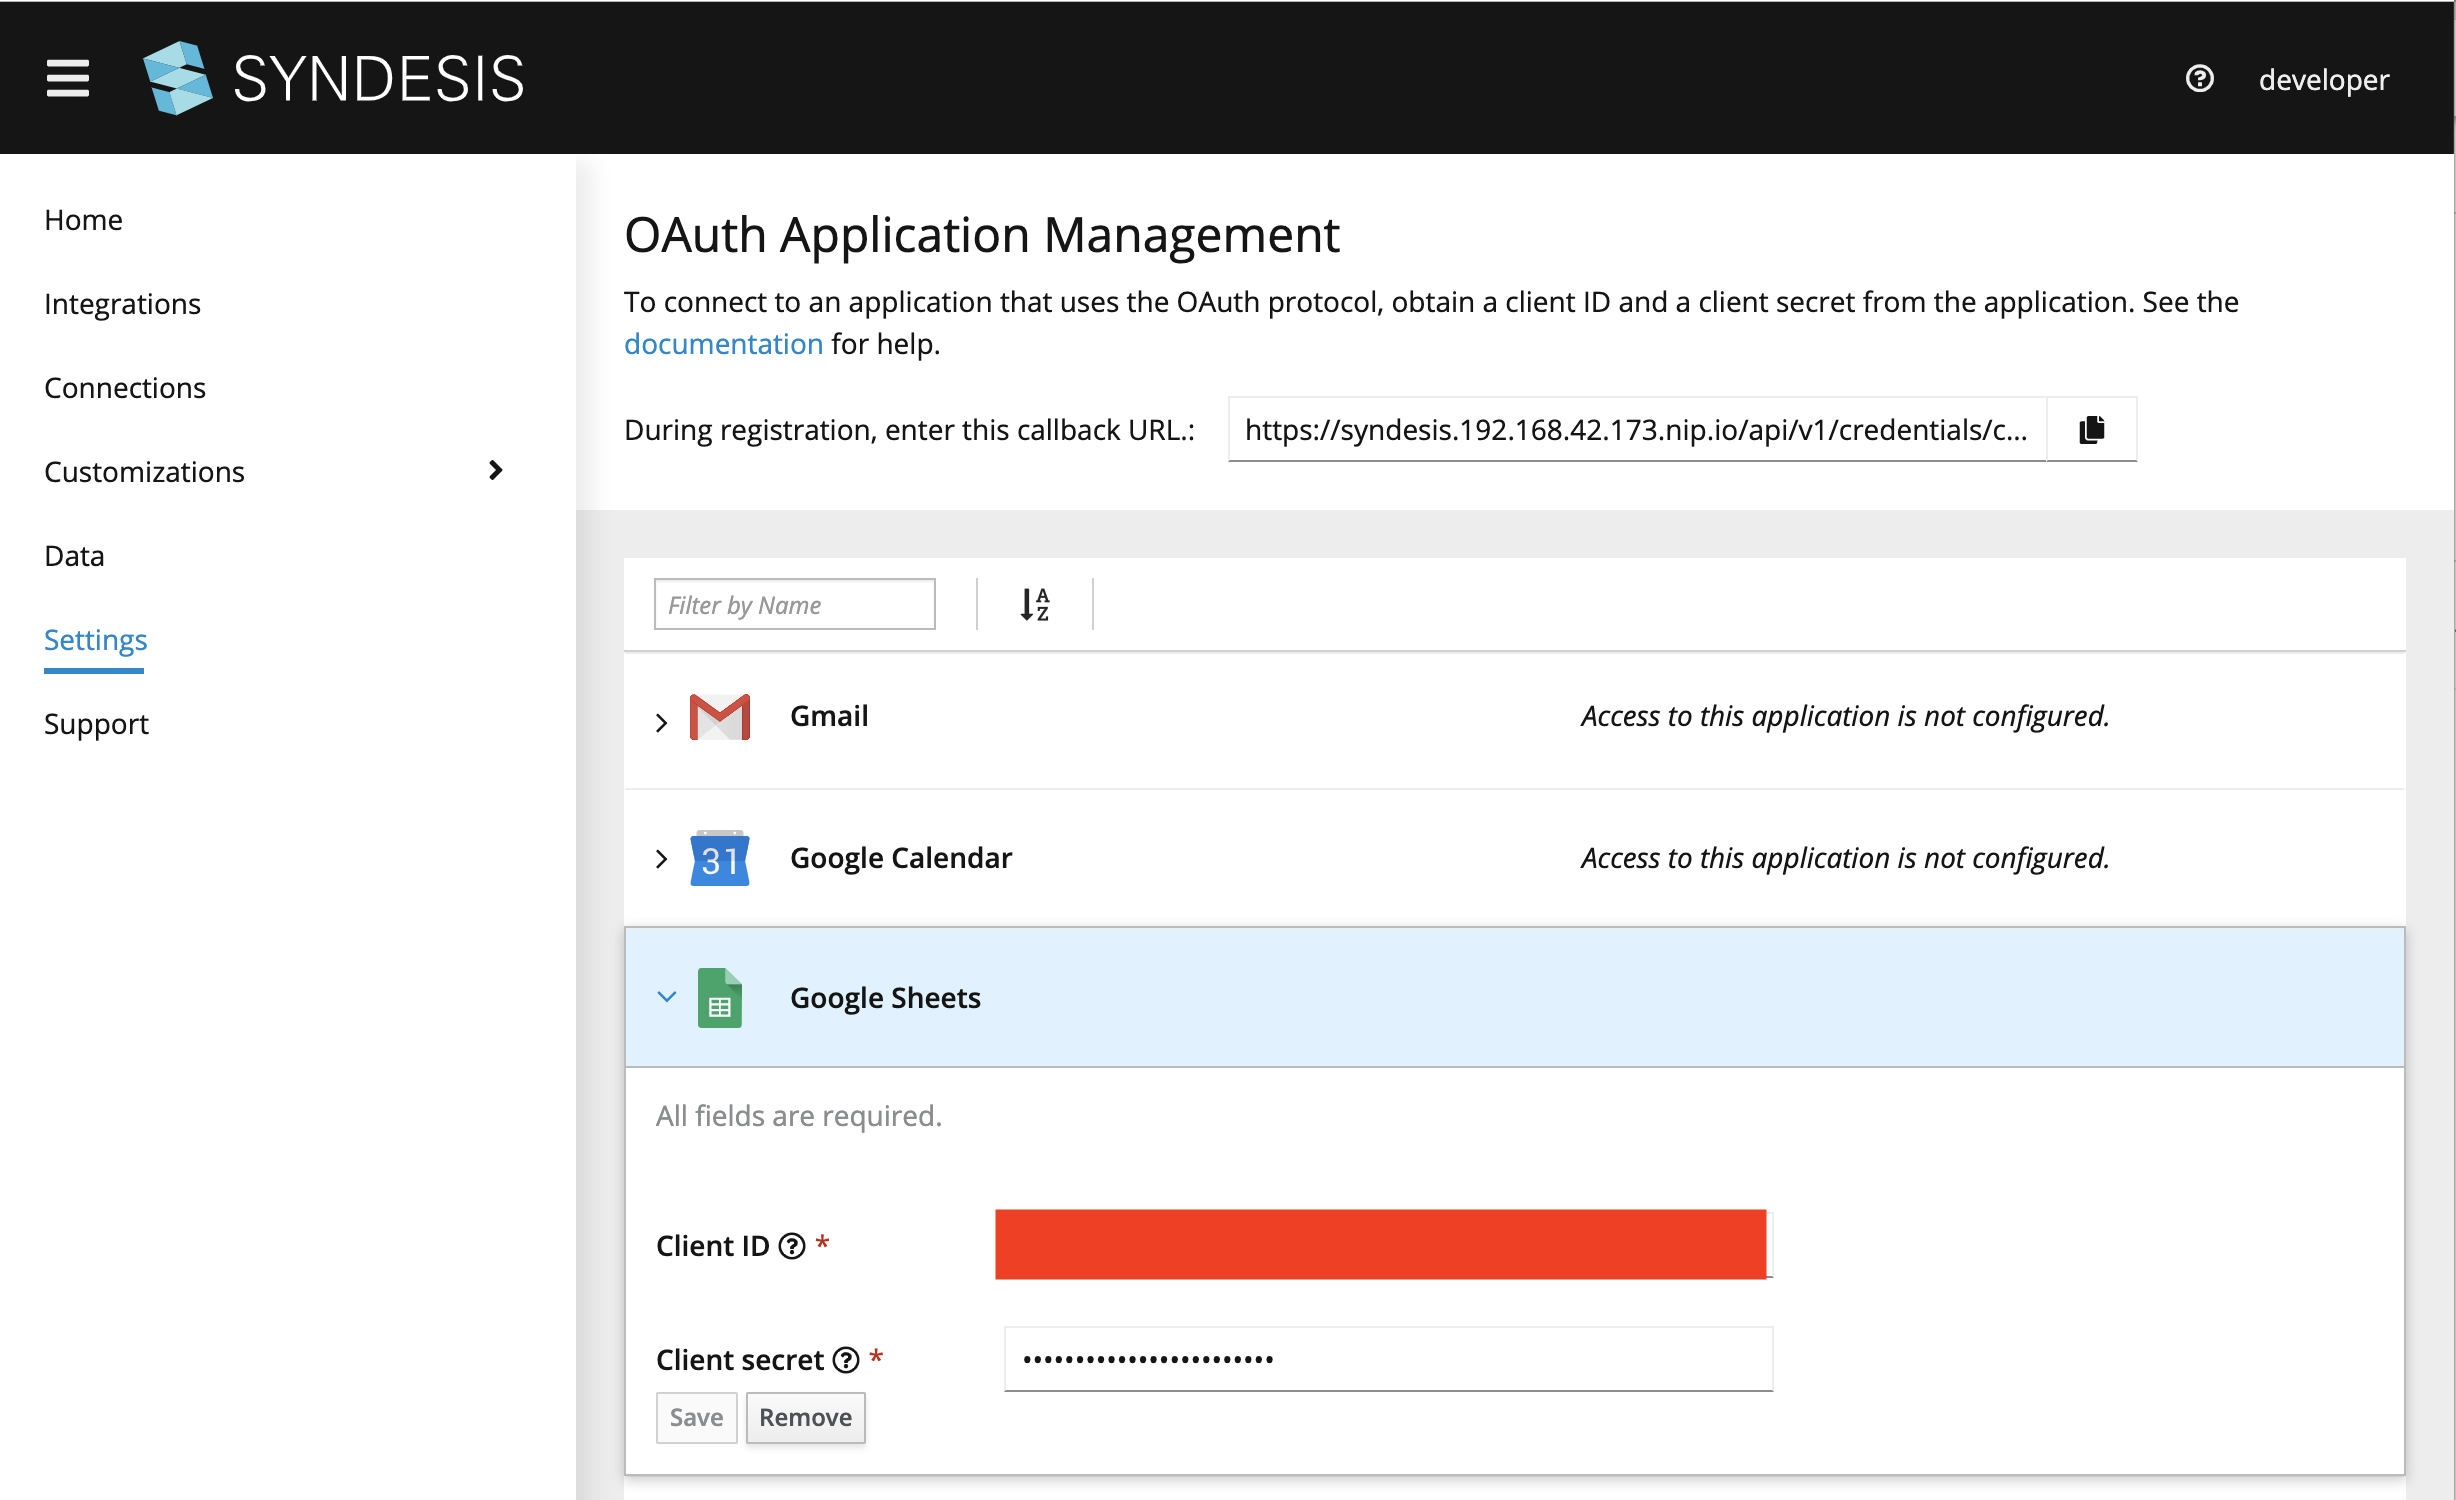 SYNDESIS
developer
Home
Integrations
Connections
Customizations
Data
Settings
Support
OAuth Application Management
To connect to an application that uses the OAuth protocol, obtain a client ID and a client secret from the application. See the
documentation for help.
During registration, enter this callback URL.: https://syndesis.192.168.42.173.nip.io/api/v1/credentials/c...
Filter by Name
A
Z
Gmail Access to this application is not configured.
31
Google Calendar Access to this application is not configured.
Google Sheets
All fields are required.
Client ID *
Client secret * ••••••••••••••••••••••••
Save Remove